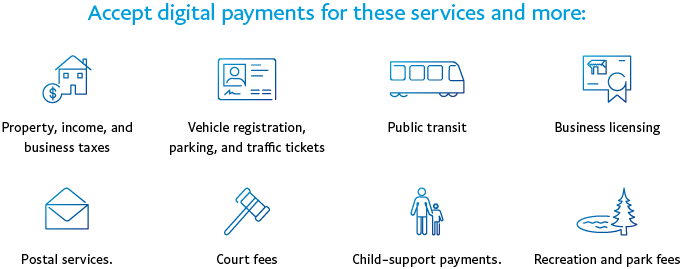 Accept digital payments for these services and more:
Property, income, and
business taxes
Vehicle registration,
parking, and traffic tickets
Public transit
Business licensing
Postal services.
Court fees
Child-support payments.
Recreation and park fees